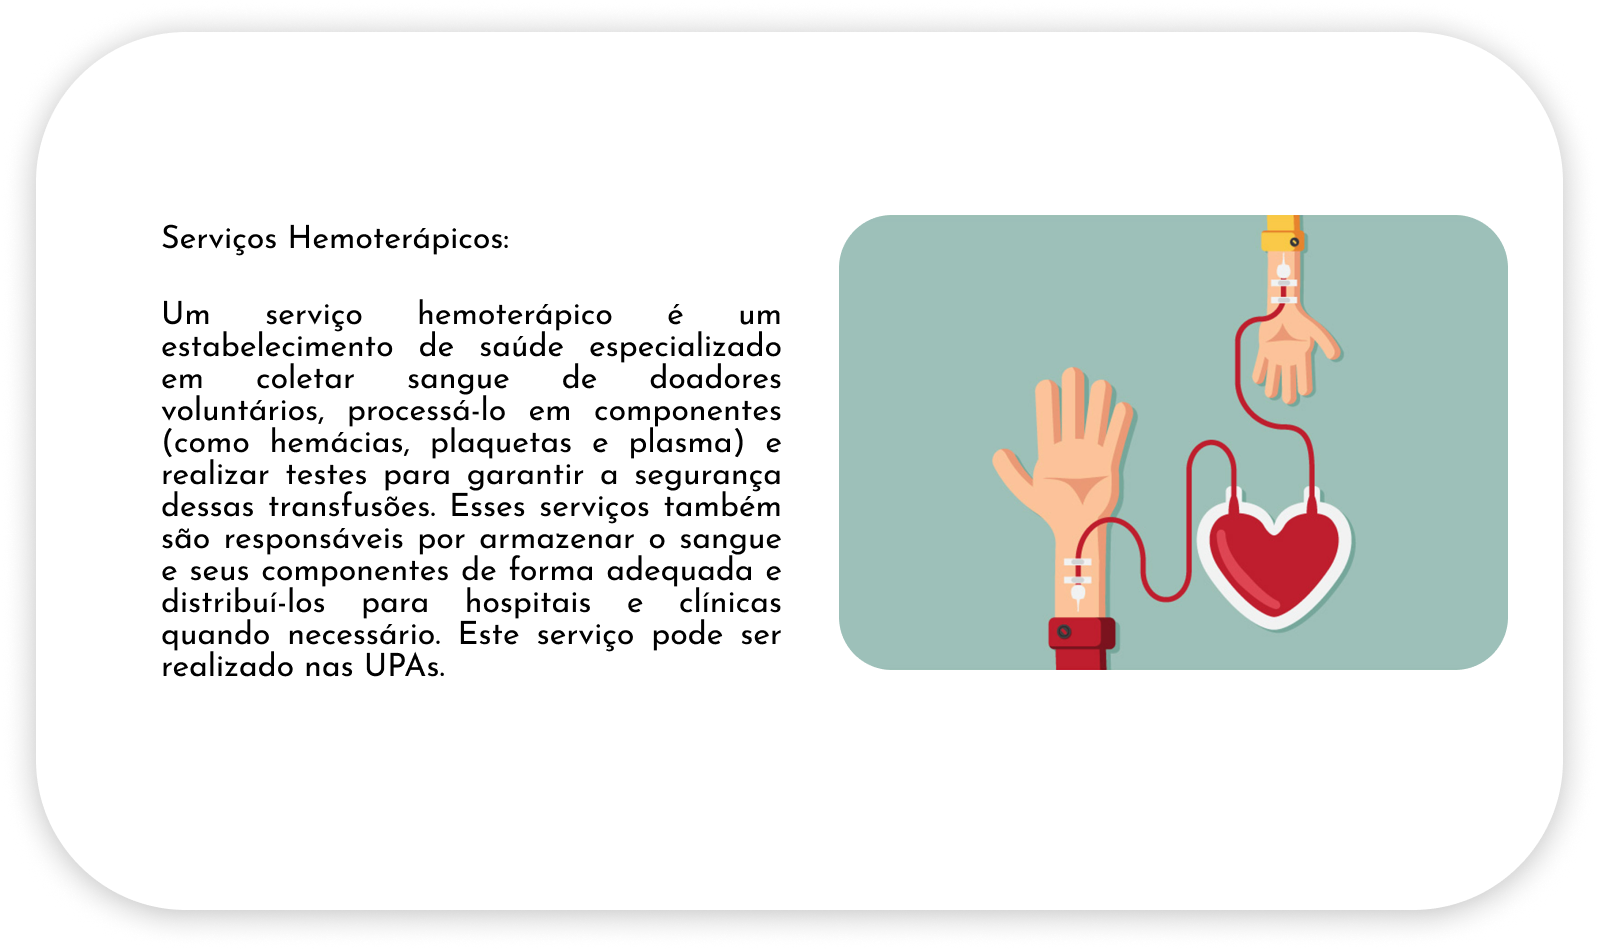 Serviços Hemoterápicos:
Um serviço hemoterápico é um
estabelecimento de saúde especializado
em coletar sangue de doadores
voluntários, processá-lo em componentes
(como hemácias, plaquetas e plasma) e
realizar testes para garantir a segurança
dessas transfusões. Esses serviços também
são responsáveis por armazenar o sangue
e seus componentes de forma adequada e
distribuí-los para hospitais e clínicas
quando necessário. Este serviço pode ser
realizado nas UPAs.